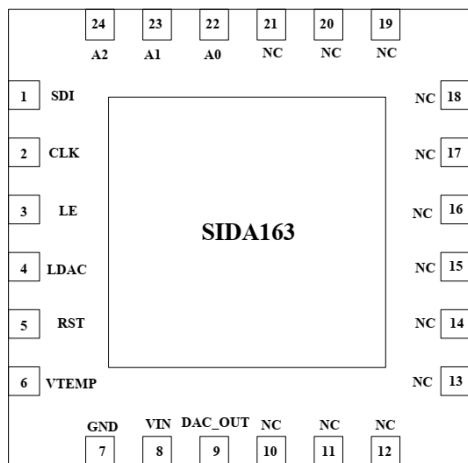 24 23 22 21 20 19
A2 A1 A0 NC NC NC
1 SDI NC 18
2 CLK NC 17
3 LE NC 16
SIDA163
4 LDAC NC 15
5 RST NC 14
6 VTEMP NC 13
GND VIN DAC_OUT NC NC NC
7 8 9 10 11 12